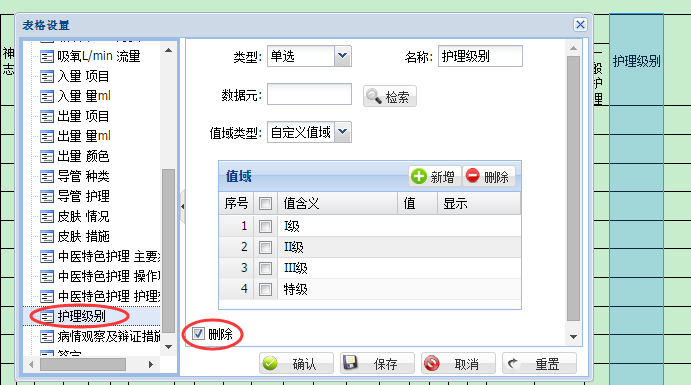 表格设置
神志
一般护理
护理级别
吸氧L/min 流量
入量 项目
入量 量ml
出量 项目
出量 量ml
出量 颜色
导管 种类
导管 护理
皮肤 情况
皮肤 措施
中医特色护理 主要
中医特色护理 操作
中医特色护理 护理
护理级别
病情观察及辩证措施
类型: 单选 名称: 护理级别
数据元: 检索
值域类型: 自定义值域
值域 新增 删除
序号 值含义 值 显示
1 I级
2 II级
3 III级
4 特级
删除
确认 保存 取消 重置